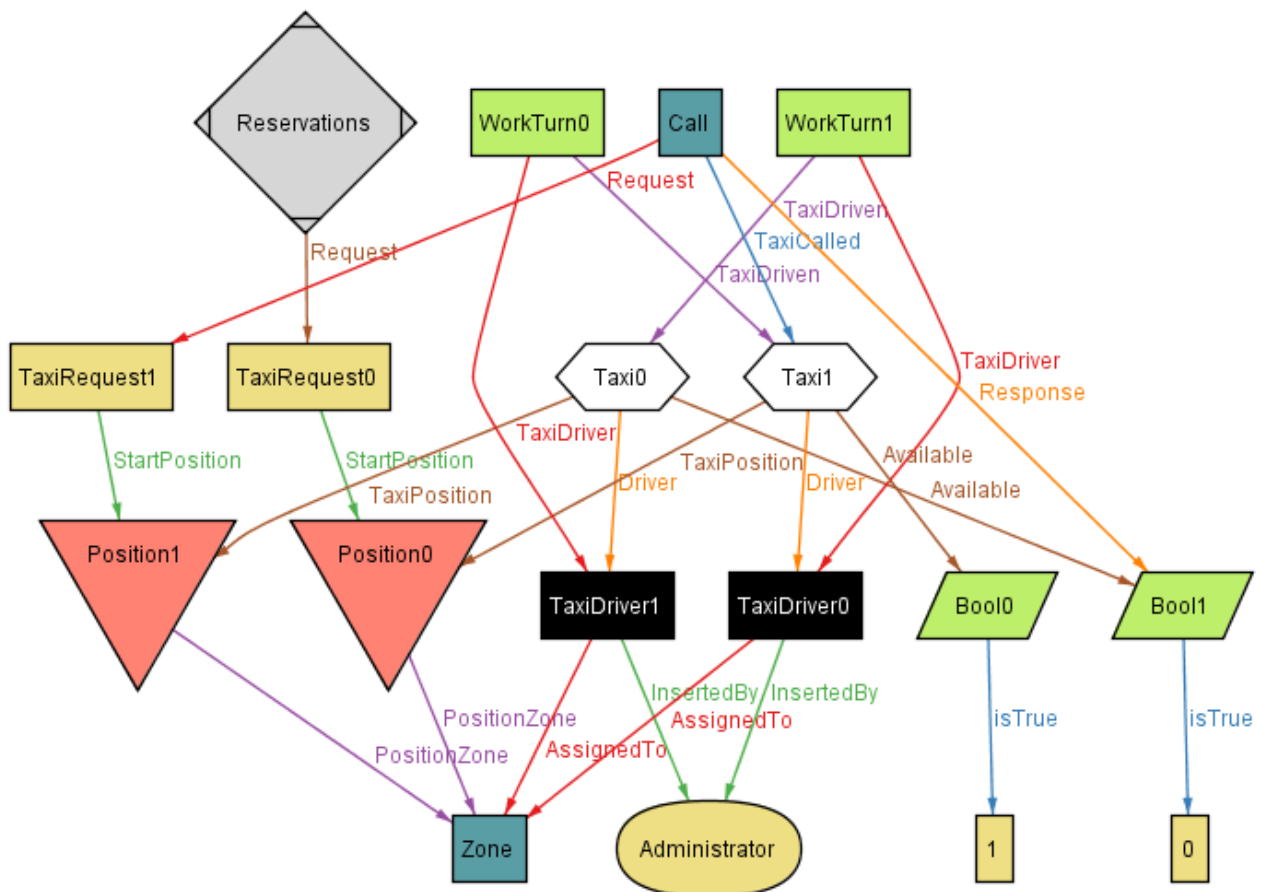 Reservations
WorkTurn0
Call
WorkTurn1
Request
TaxiDriven
TaxiCalled
Request
TaxiDriven
TaxiRequest1
TaxiRequest0
Taxi0
Taxi1
TaxiDriver
Response
TaxiDriver
StartPosition
StartPosition
TaxiPosition
Available
TaxiPosition
Driver
Driver
Available
Position1
Position0
TaxiDriver1
TaxiDriver0
Bool0
Bool1
InsertedBy
InsertedBy
PositionZone
AssignedTo
isTrue
isTrue
PositionZone
AssignedTo
Zone
Administrator
1
0